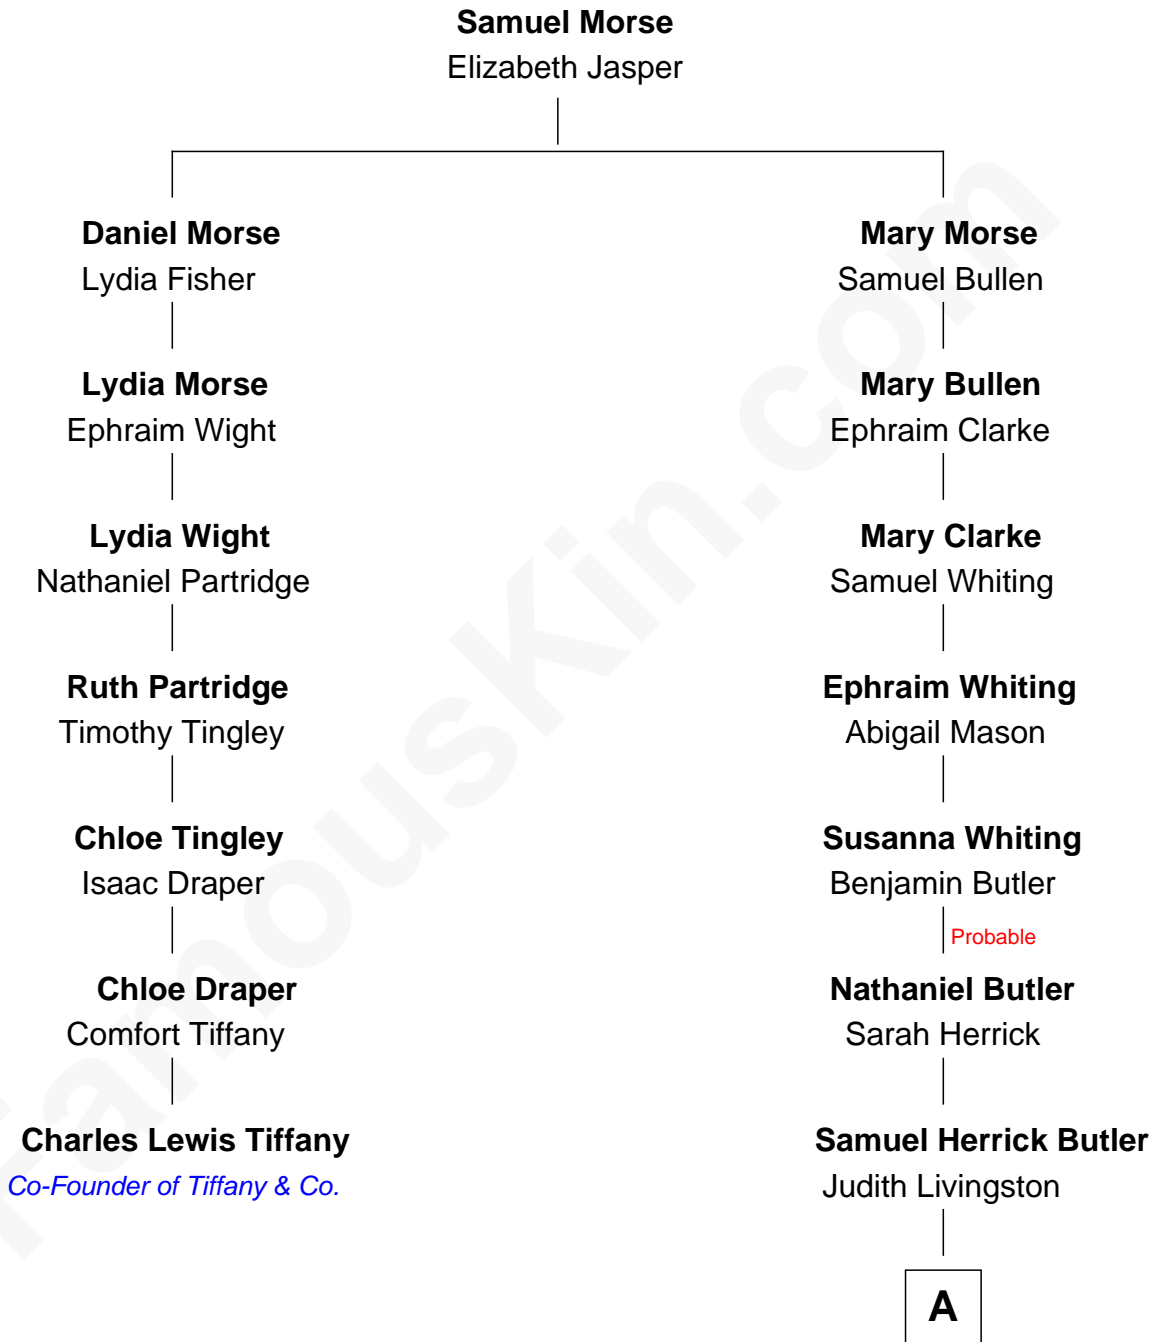 Samuel Morse
Elizabeth Jasper
Daniel Morse
Lydia Fisher
Mary Morse
Samuel Bullen
Lydia Morse
Ephraim Wight
Mary Bullen
Ephraim Clarke
Lydia Wight
Nathaniel Partridge
Mary Clarke
Samuel Whiting
Ruth Partridge
Timothy Tingley
Ephraim Whiting
Abigail Mason
Chloe Tingley
Isaac Draper
Susanna Whiting
Benjamin Butler
Probable
Chloe Draper
Comfort Tiffany
Nathaniel Butler
Sarah Herrick
Charles Lewis Tiffany
Co-Founder of Tiffany & Co.
Samuel Herrick Butler
Judith Livingston
A
FamousKin.com